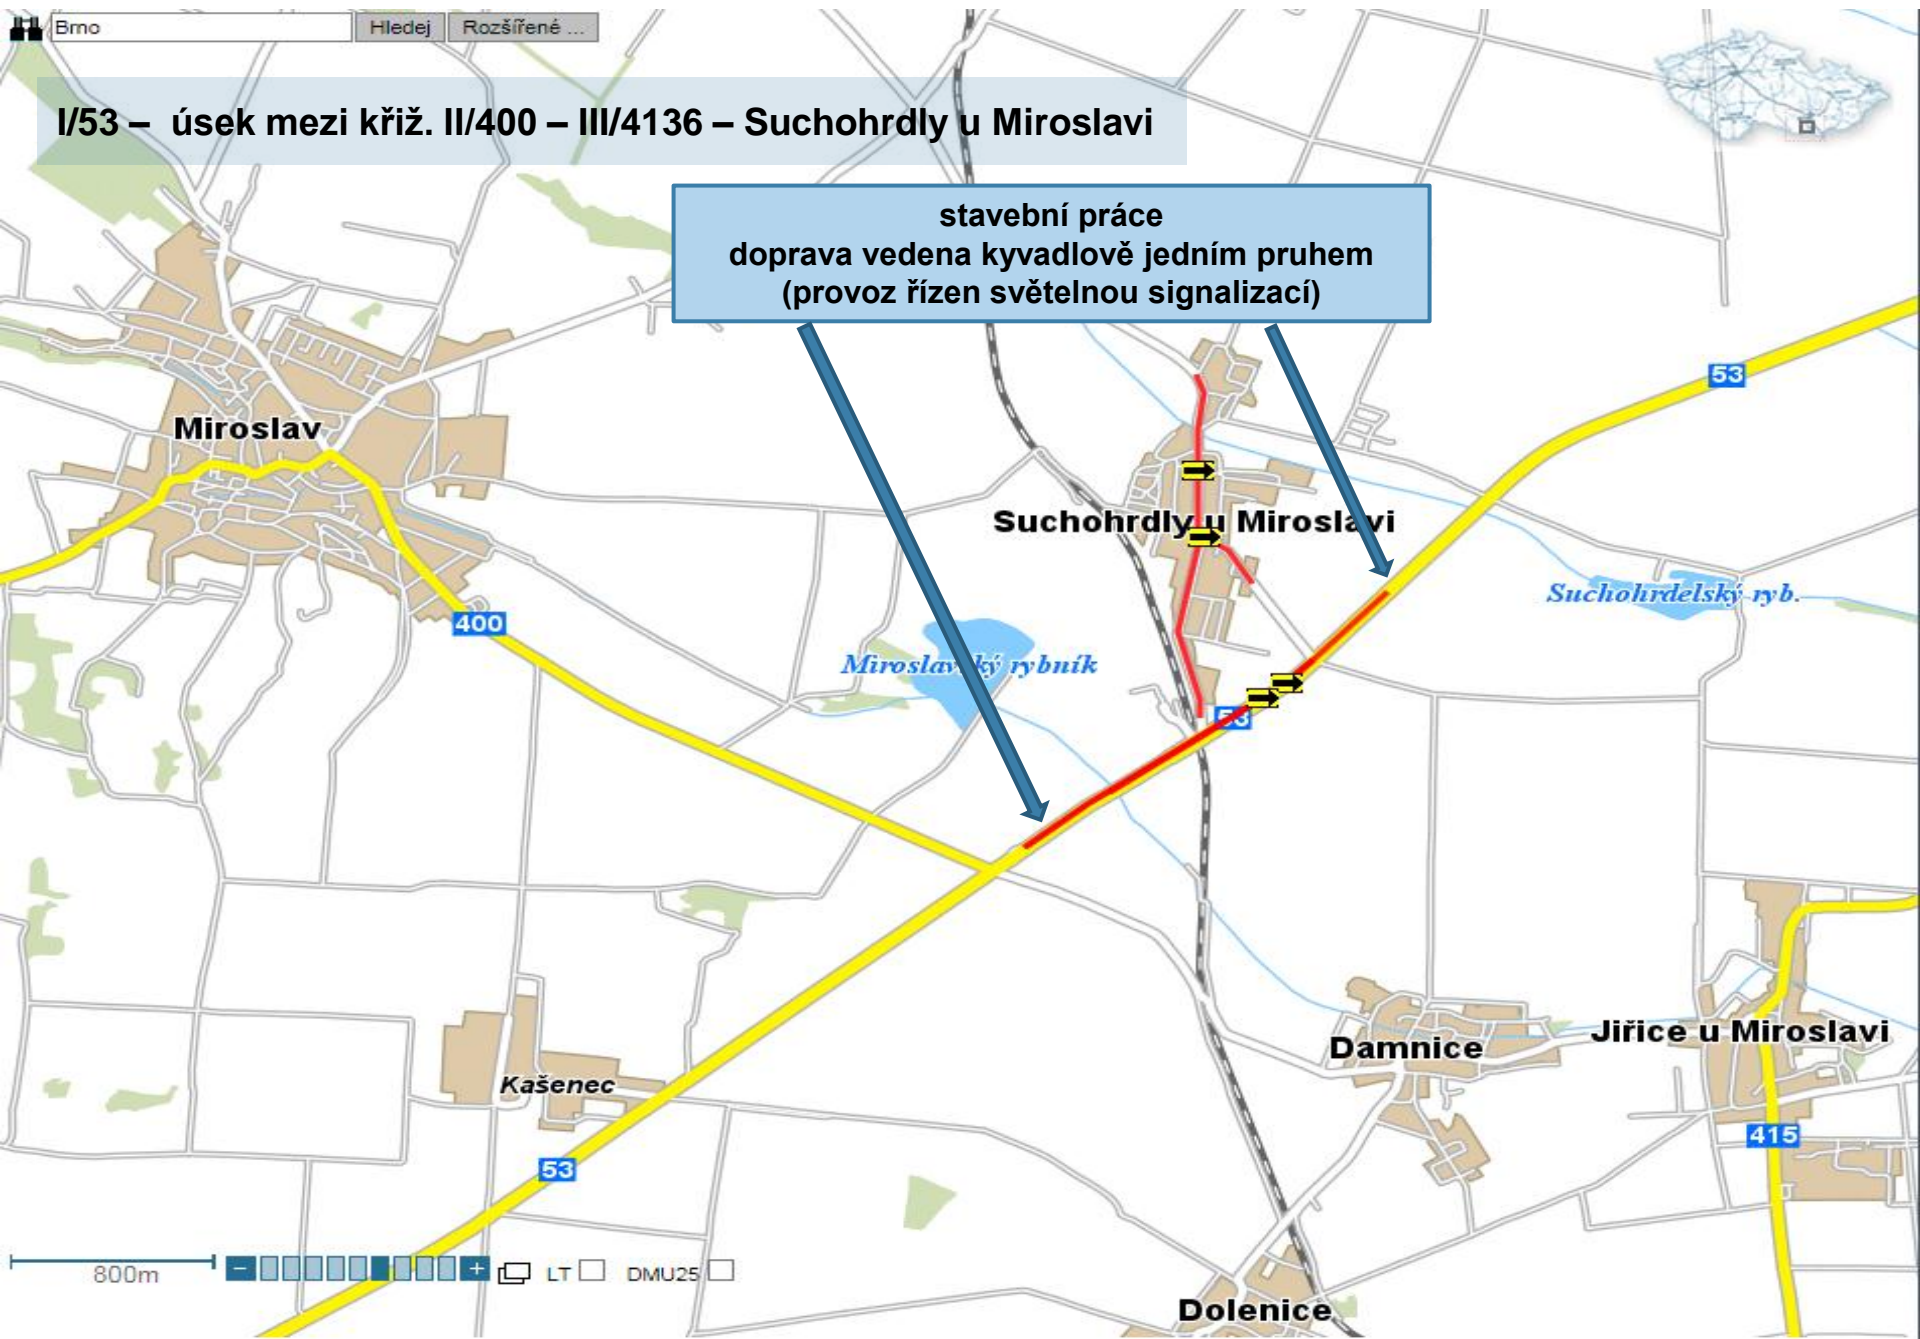 Brno
Hledej
Rozšířené ...
I/53 – úsek mezi křiž. II/400 – III/4136 – Suchohrdly u Miroslavi
stavební práce
doprava vedena kyvadlově jedním pruhem
(provoz řízen světelnou signalizací)
53
Miroslav
Suchohrdly u Miroslavi
Suchohrdelský ryb.
400
Miroslavský rybník
53
Jiřice u Miroslavi
Damnice
Kašenec
415
53
800m
LT
DMU25
Dolenice